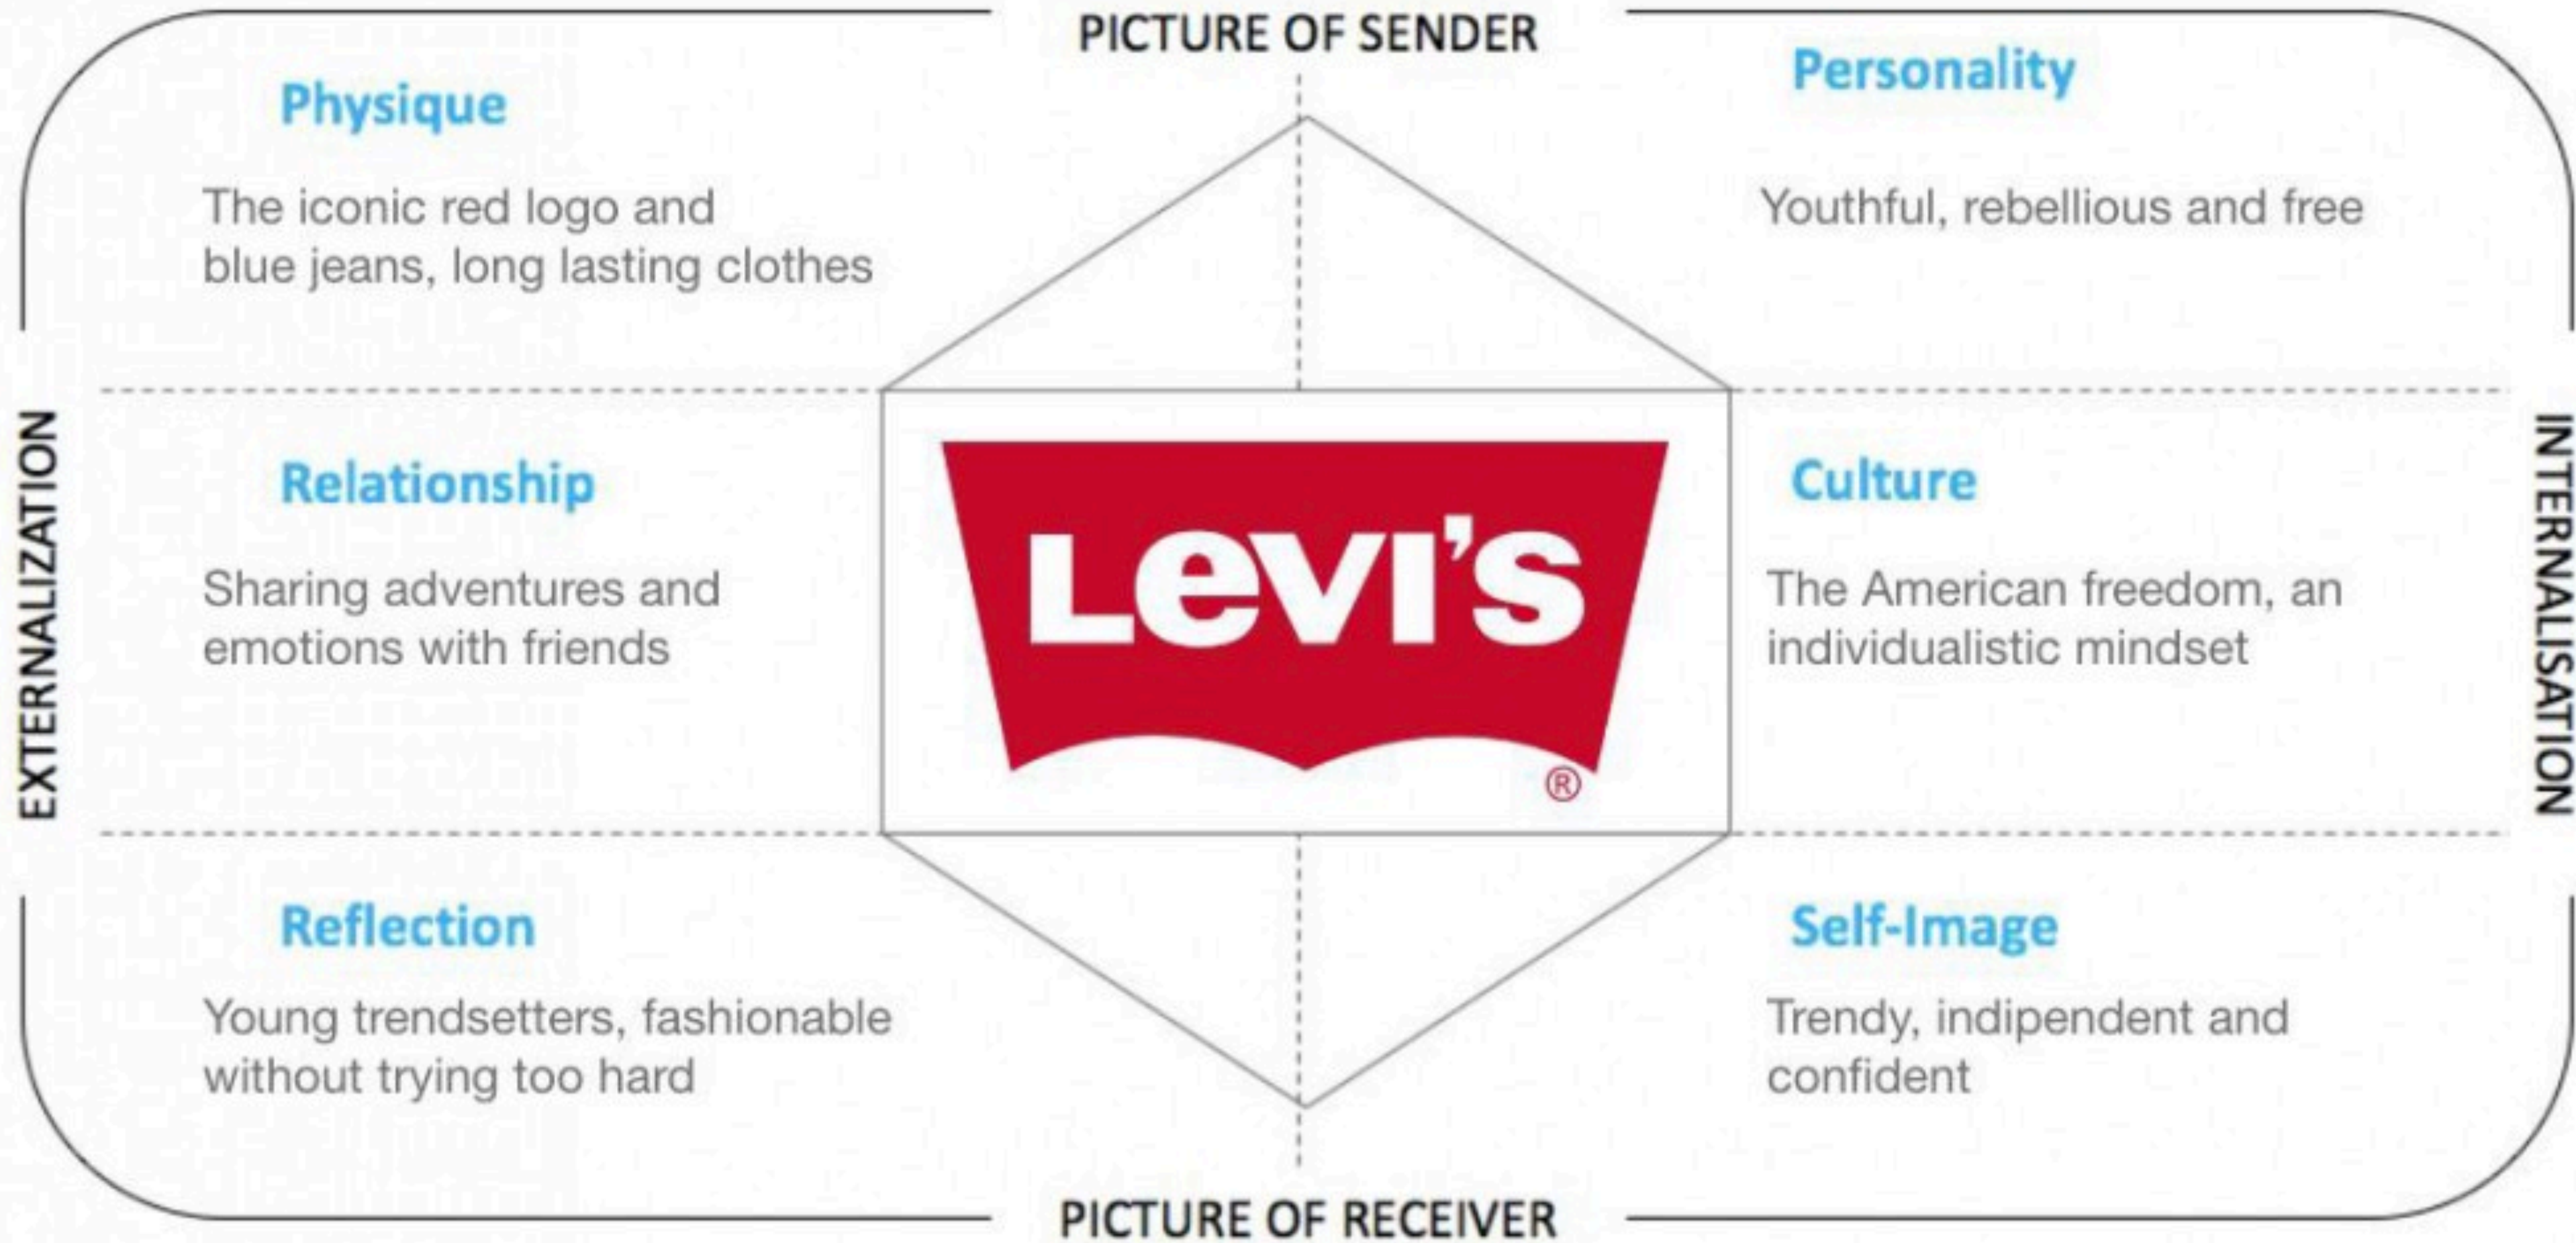 PICTURE OF SENDER
Physique
The iconic red logo and
blue jeans, long lasting clothes
Personality
Youthful, rebellious and free
EXTERNALIZATION
Relationship
Sharing adventures and
emotions with friends
LEVI'S
®
Culture
The American freedom, an
individualistic mindset
INTERNALISATION
Reflection
Young trendsetters, fashionable
without trying too hard
Self-Image
Trendy, indipendent and
confident
PICTURE OF RECEIVER